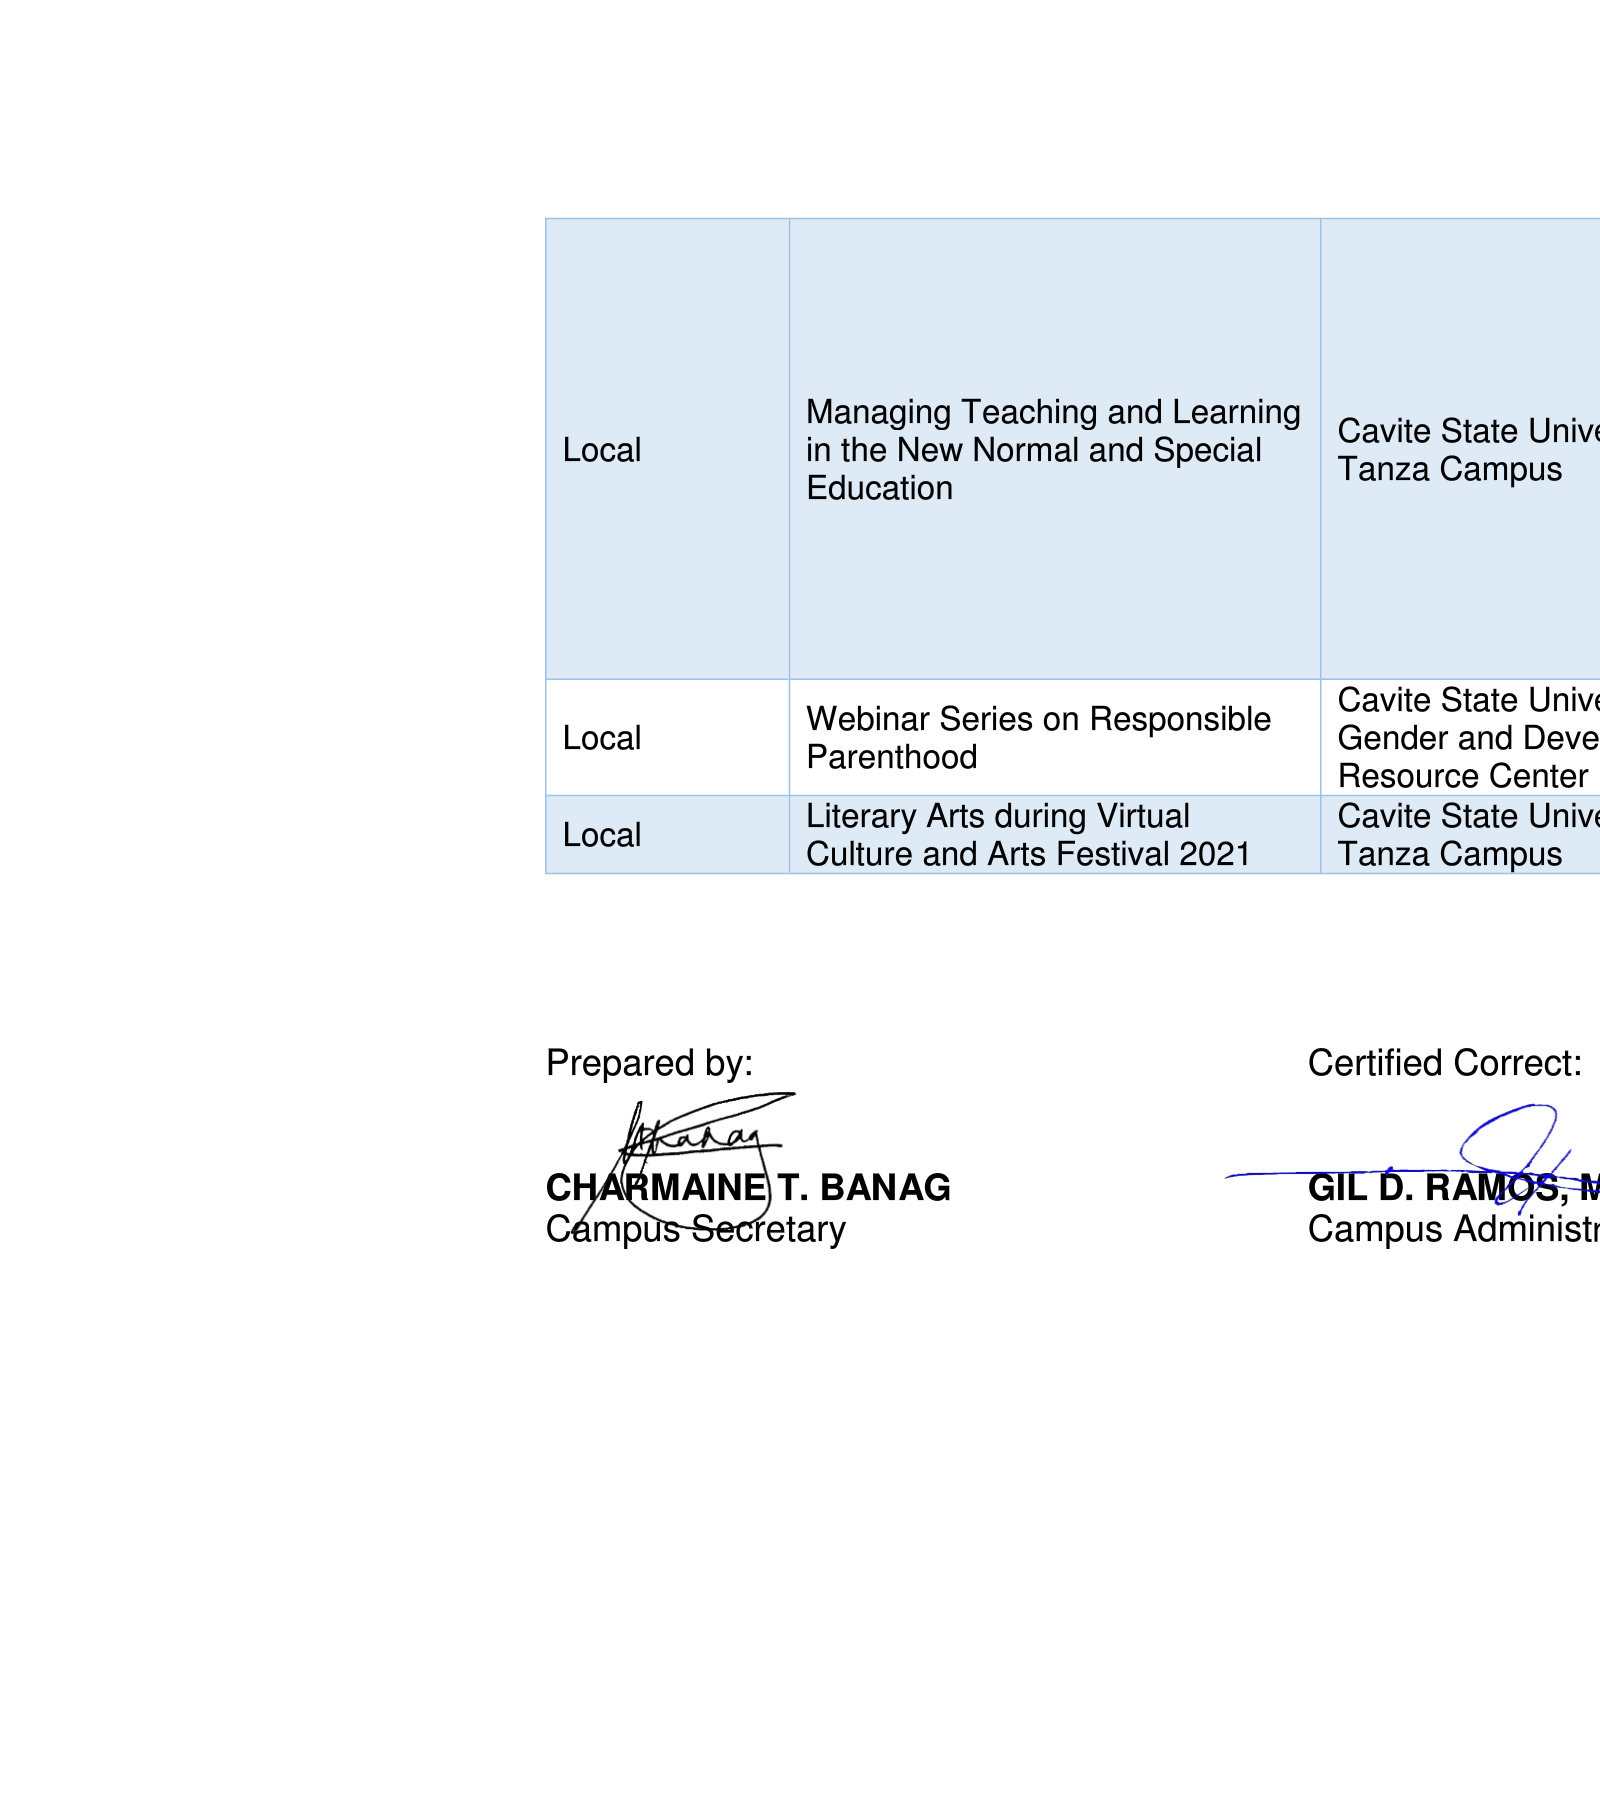 Local
Managing Teaching and Learning
in the New Normal and Special
Education
Cavite State Unive
Tanza Campus
Local
Webinar Series on Responsible
Parenthood
Cavite State Unive
Gender and Deve
Resource Center
Local
Literary Arts during Virtual
Culture and Arts Festival 2021
Cavite State Unive
Tanza Campus
Prepared by:
CHARMAINE T. BANAG
Campus Secretary
Certified Correct:
GIL D. RAMOS, M
Campus Administr